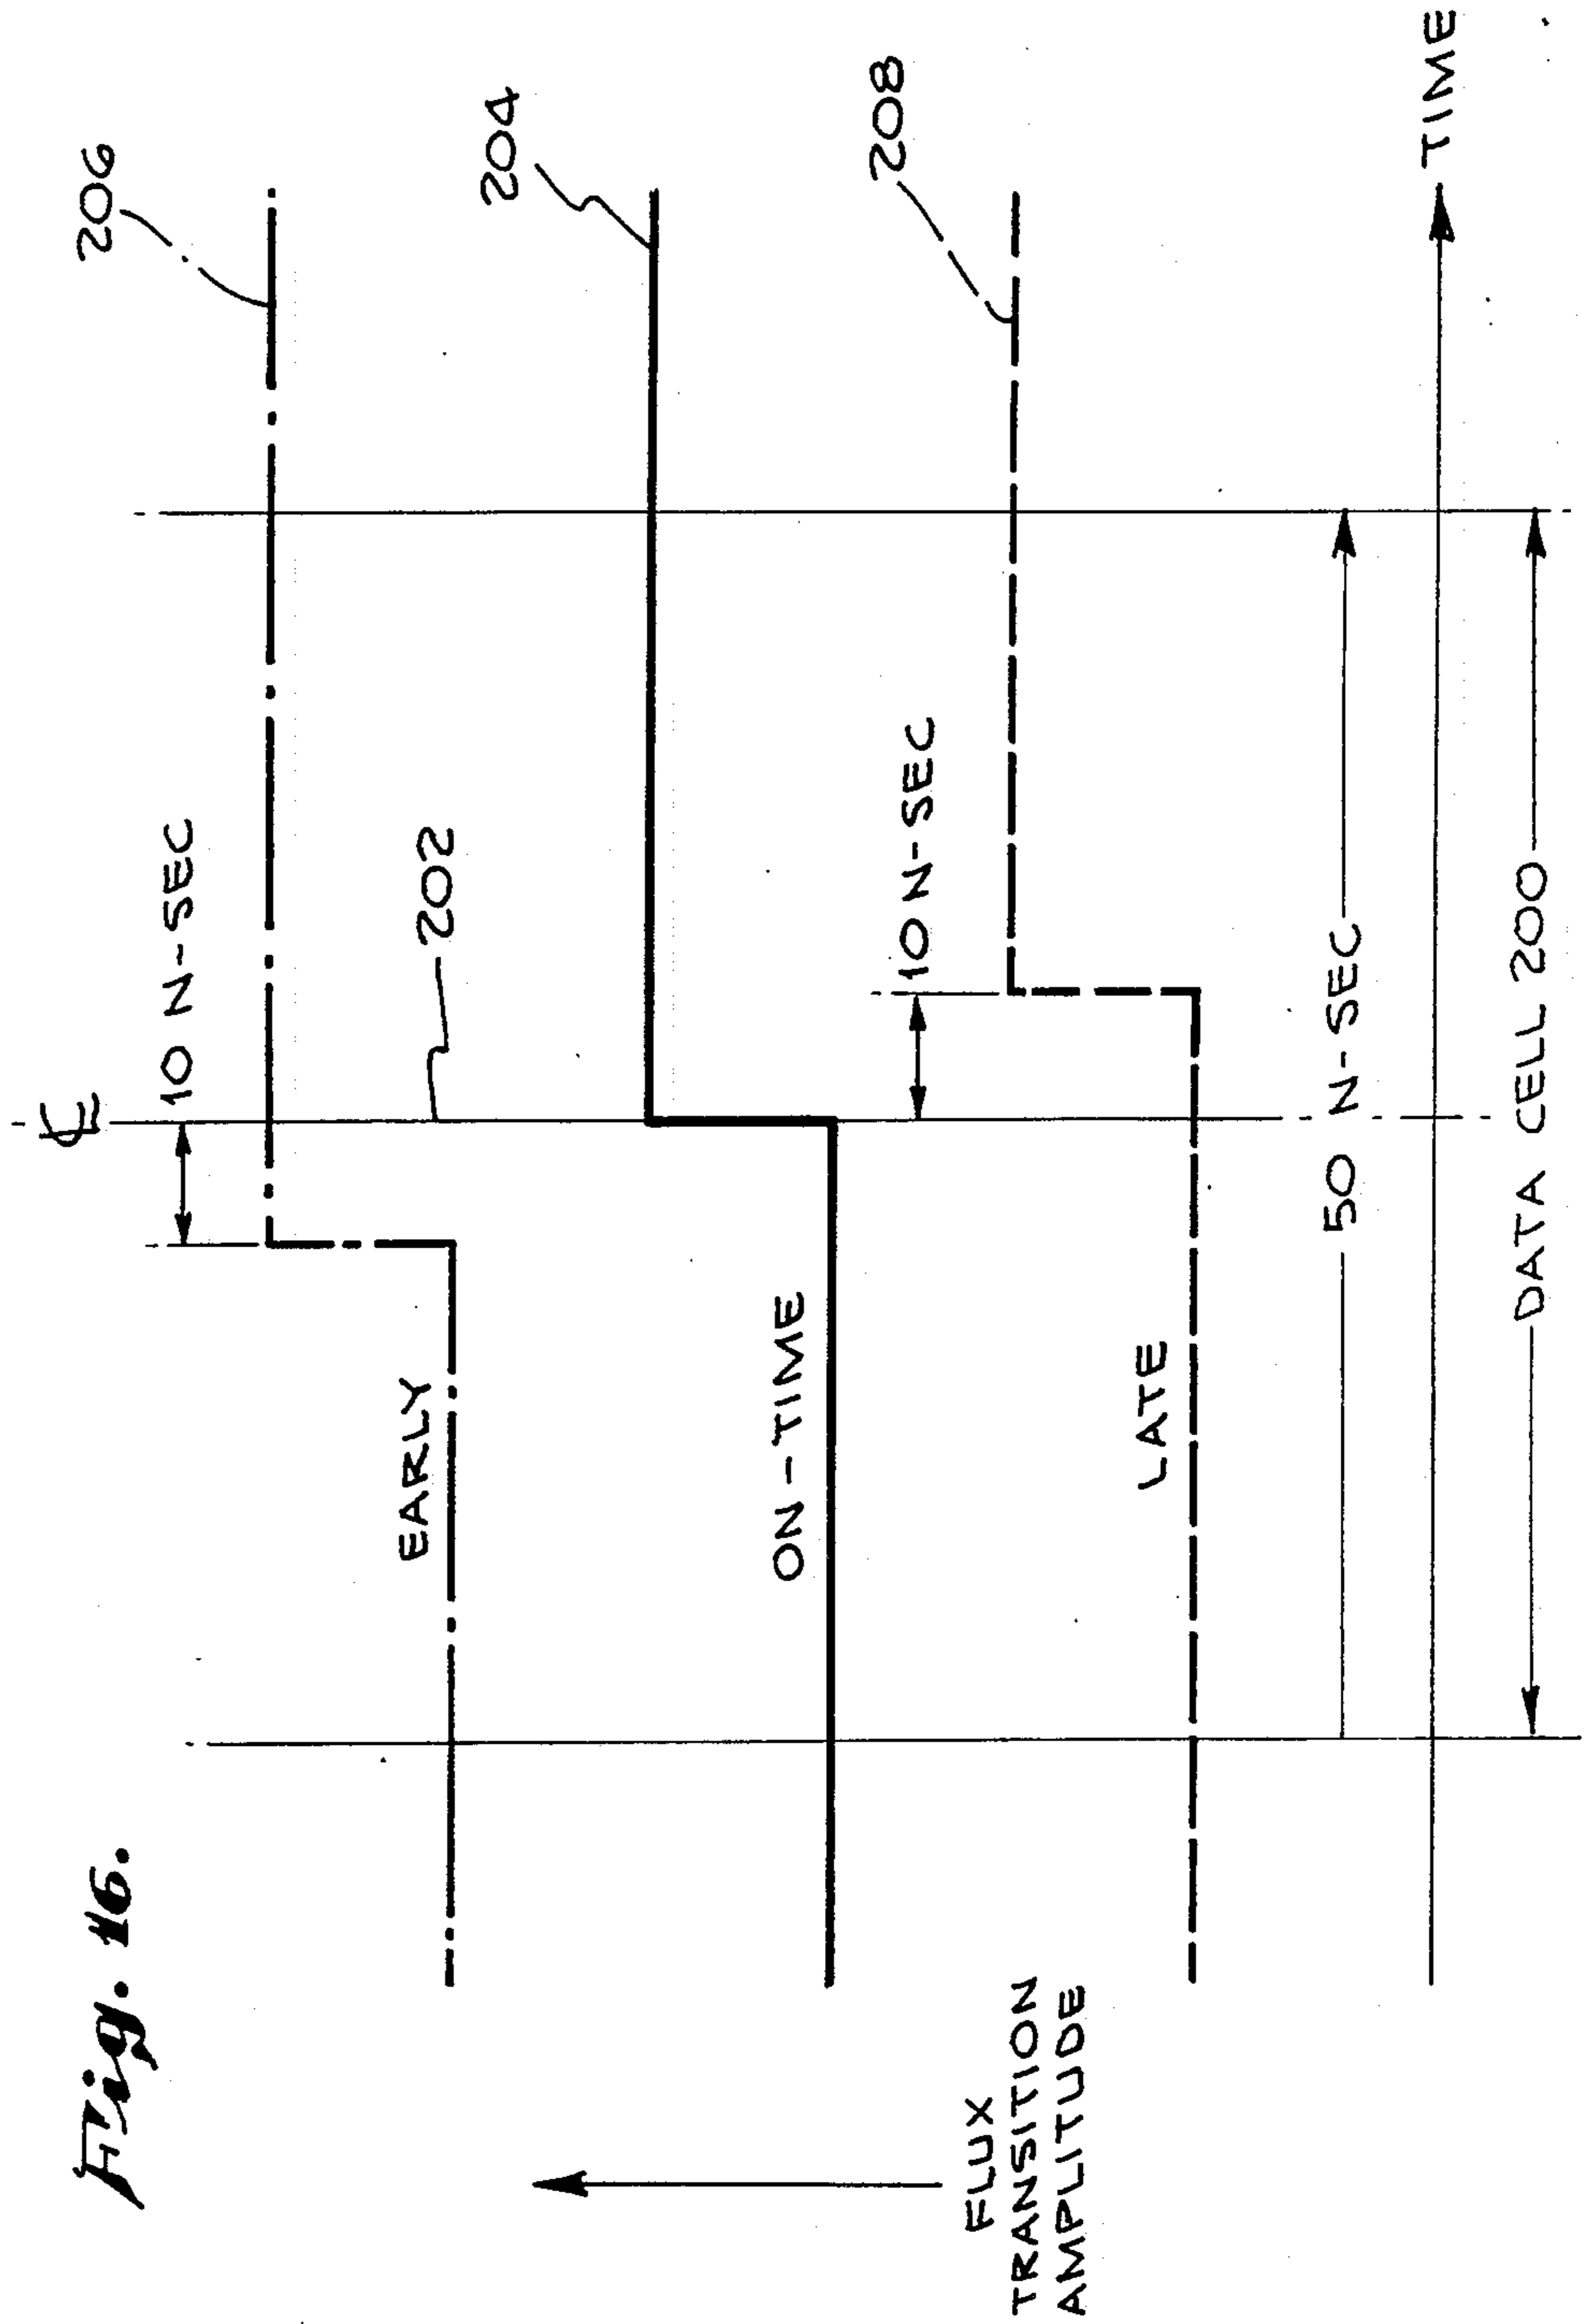 Fig. 16.
206
204
208
10 N-SEC
202
10 N-SEC
EARLY
ON-TIME
LATE
50 N-SEC
DATA CELL 200
TIME
FLUX
TRANSITION
AMPLITUDE